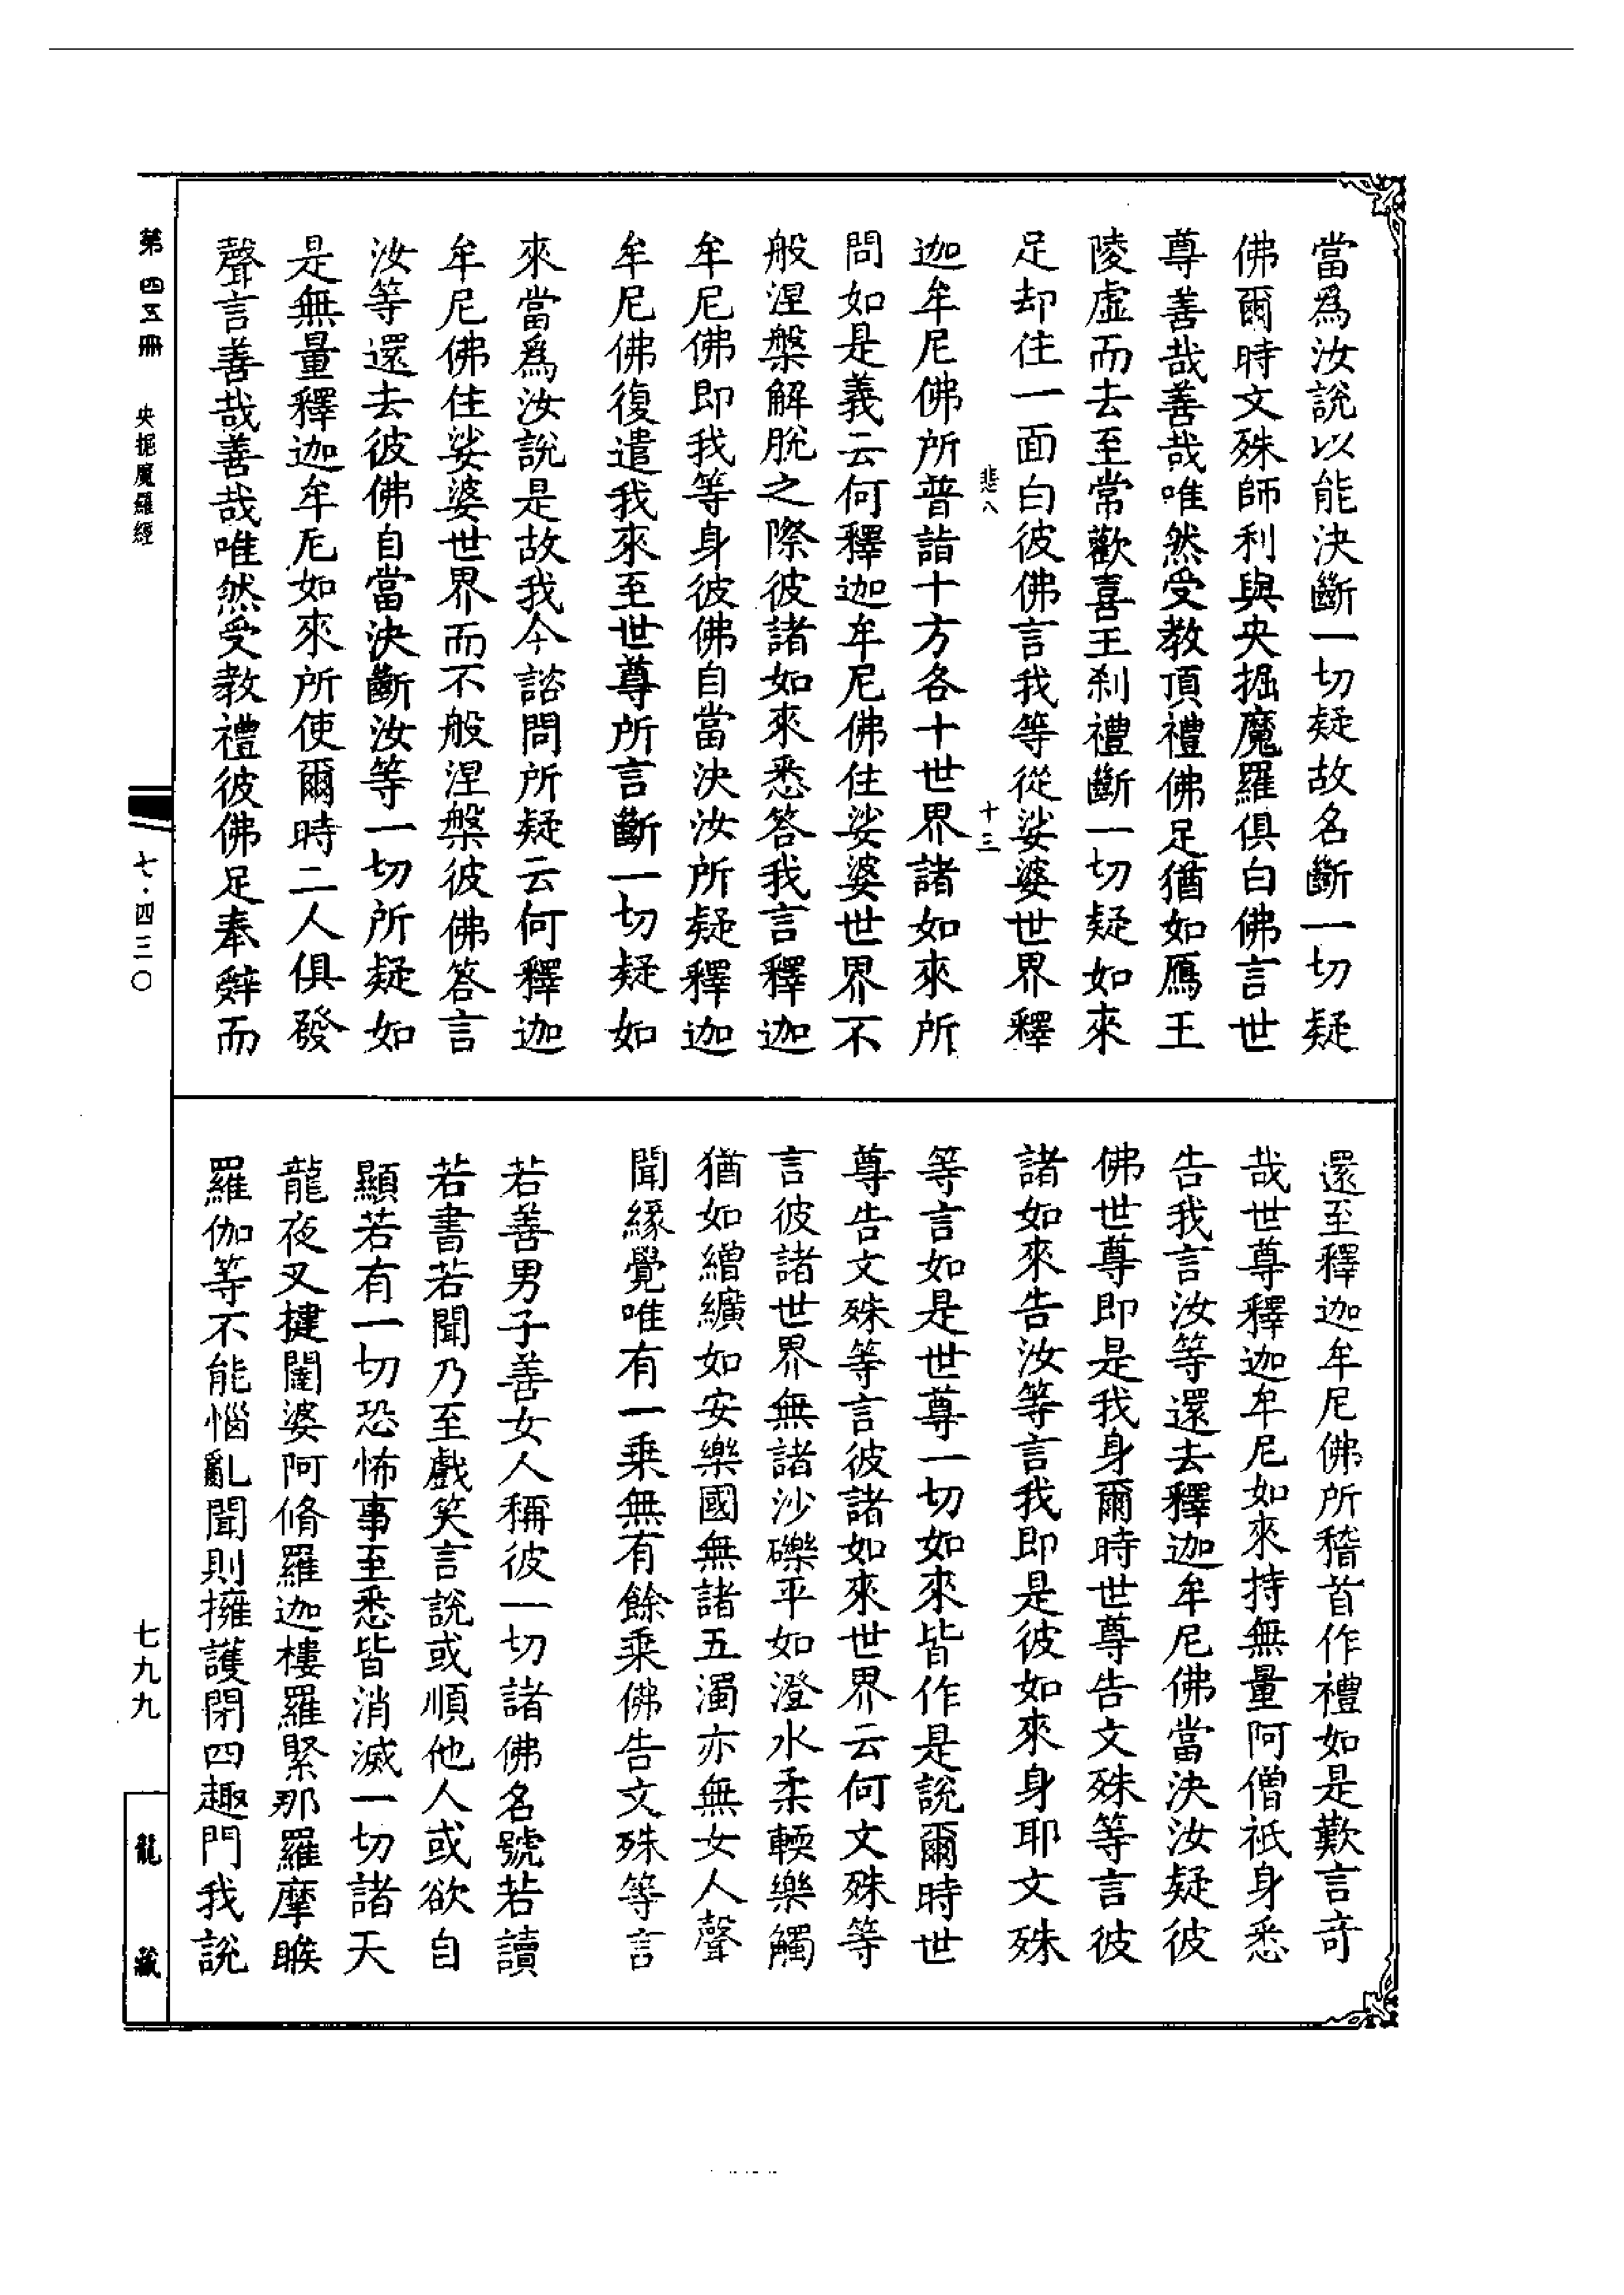 當爲汝說以能決斷一切疑故名斷一切疑
佛爾時文殊師利與央掘魔羅俱白佛言世
尊善哉善哉唯然受教頂禮佛足猶如鴈王
陵虛而去至常歡喜王刹禮斷一切疑如來
足却住一面白彼佛言我等從娑婆世界釋
悲八 十三
迦牟尼佛所普詣十方各十世界諸如來所
問如是義云何釋迦牟尼佛住娑婆世界不
般涅槃解脫之際彼諸如來悉答我言釋迦
牟尼佛即我等身彼佛自當決汝所疑釋迦
牟尼佛復遣我來至世尊所言斷一切疑如
來當爲汝說是故我今諮問所疑云何釋迦
牟尼佛住娑婆世界而不般涅槃彼佛答言
汝等還去彼佛自當決斷汝等一切所疑如
是無量釋迦牟尼如來所使爾時二人俱發
聲言善哉善哉唯然受教禮彼佛足奉辭而
還至釋迦牟尼佛所稽首作禮如是歎言奇
哉世尊釋迦牟尼如來持無量阿僧祇身悉
告我言汝等還去釋迦牟尼佛當決汝疑彼
佛世尊即是我身爾時世尊告文殊等言彼
諸如來告汝等言我即是彼如來身耶文殊
等言如是世尊一切如來皆作是說爾時世
尊告文殊等言彼諸如來世界云何文殊等
言彼諸世界無諸沙礫平如澄水柔輭樂觸
猶如繒纊如安樂國無諸五濁亦無女人聲
聞緣覺唯有一乘無有餘乘佛告文殊等言
若善男子善女人稱彼一切諸佛名號若讀
若書若聞乃至戲笑言說或順他人或欲自
顯若有一切恐怖事至悉皆消滅一切諸天
龍夜叉揵闥婆阿脩羅迦樓羅緊那羅摩睺
羅伽等不能惱亂聞則擁護閉四趣門我說
第四五冊 央掘魔羅經 七·四三〇 七九九 龍藏